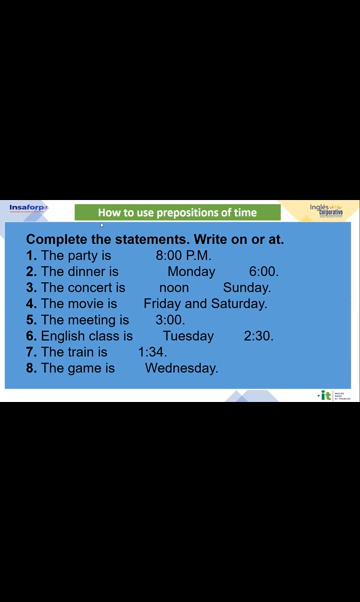 Insaforp
Inglés
corporativo
How to use prepositions of time
Complete the statements. Write on or at.
1. The party is 8:00 P.M.
2. The dinner is Monday 6:00.
3. The concert is noon Sunday.
4. The movie is Friday and Saturday.
5. The meeting is 3:00.
6. English class is Tuesday 2:30.
7. The train is 1:34.
8. The game is Wednesday.
it